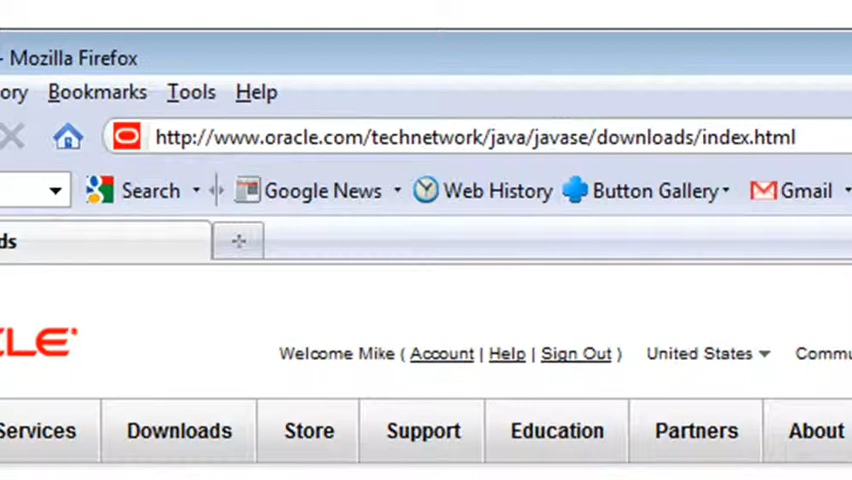 - Mozilla Firefox
ory Bookmarks Tools Help
http://www.oracle.com/technetwork/java/javase/downloads/index.html
Search Google News Web History Button Gallery Gmail
ds
CLE
Welcome Mike ( Account | Help | Sign Out ) United States Commu
Services Downloads Store Support Education Partners About